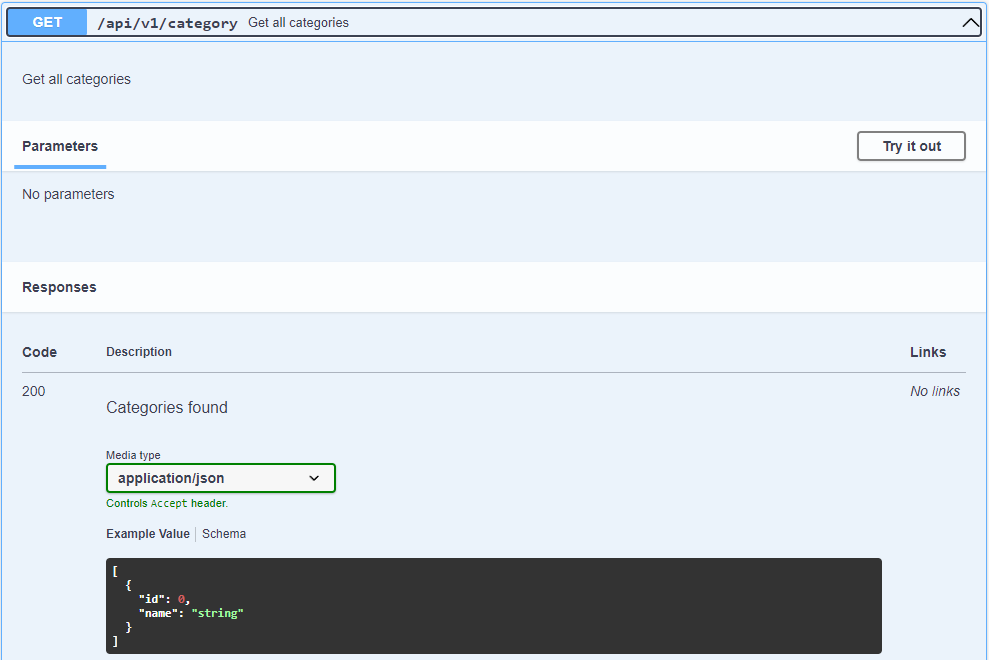 GET /api/v1/category Get all categories
Get all categories
Parameters Try it out
No parameters
Responses
Code Description Links
200 No links
Categories found
Media type
application/json
Controls Accept header.
Example Value Schema
[
{
"id": 0,
"name": "string"
}
]